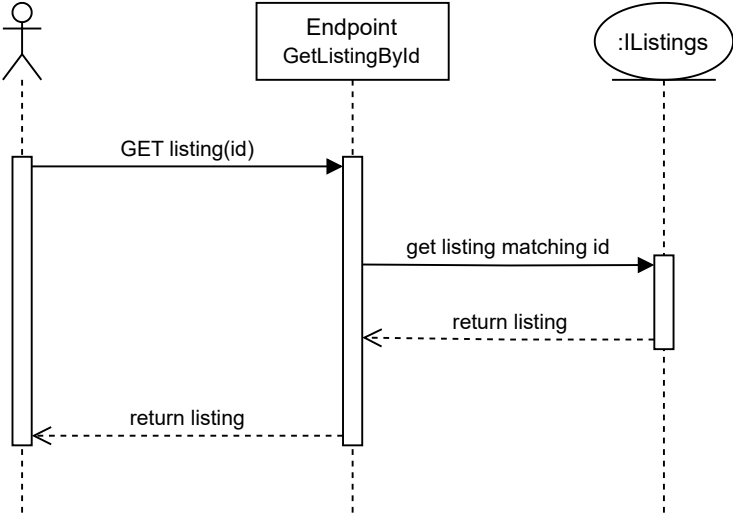 Endpoint
GetListingById
:IListings
GET listing(id)
get listing matching id
return listing
return listing